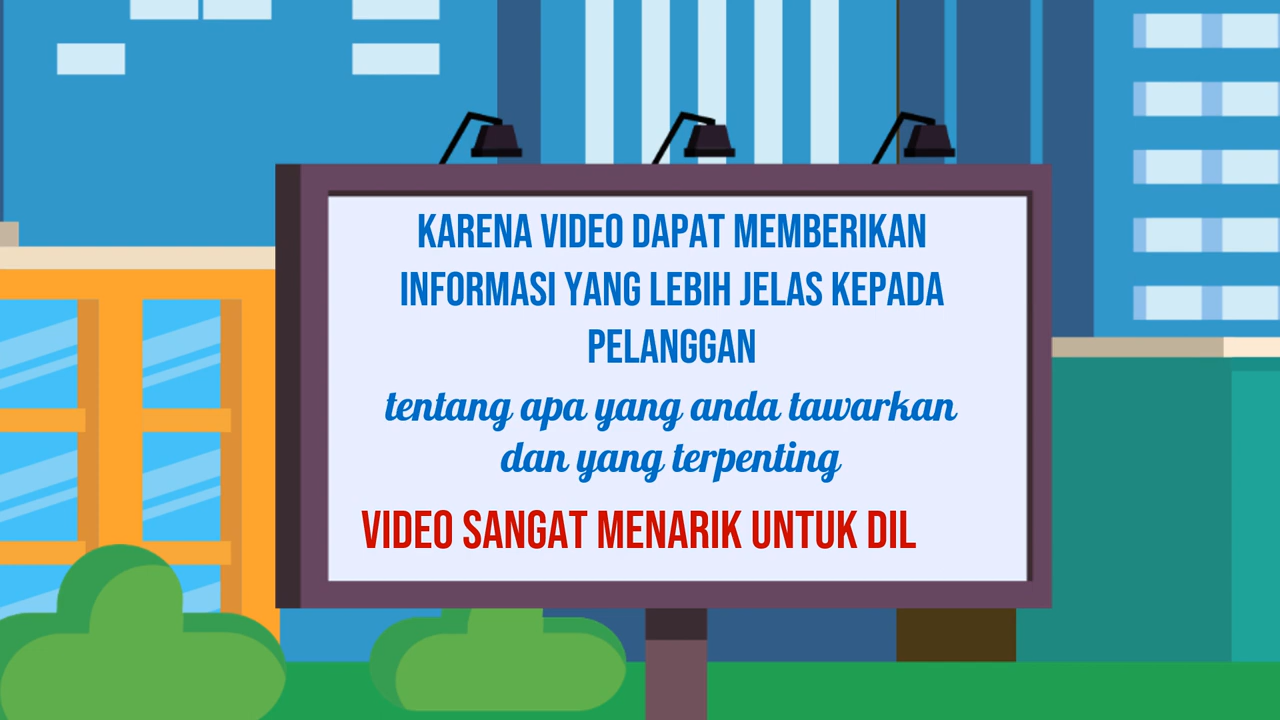 KARENA VIDEO DAPAT MEMBERIKAN
INFORMASI YANG LEBIH JELAS KEPADA
PELANGGAN
tentang apa yang anda tawarkan
dan yang terpenting
VIDEO SANGAT MENARIK UNTUK DIL